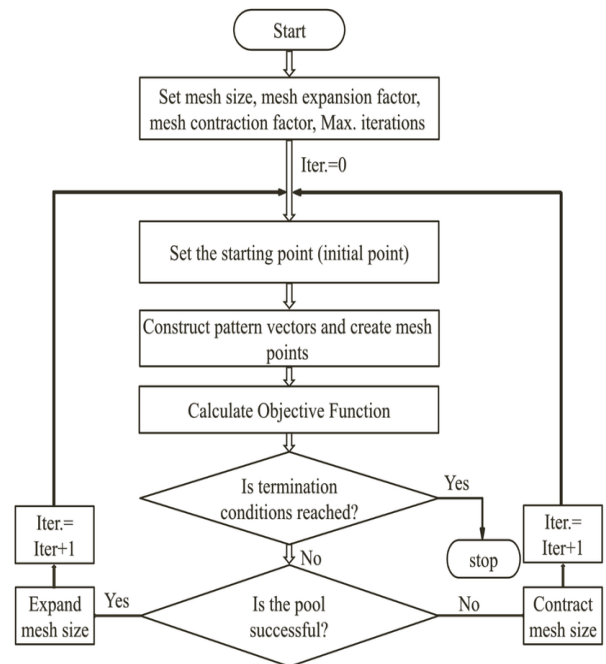 Start
Set mesh size, mesh expansion factor,
mesh contraction factor, Max. iterations
Iter.=0
Set the starting point (initial point)
Construct pattern vectors and create mesh
points
Calculate Objective Function
Is termination
conditions reached?
Yes
stop
No
Is the pool
successful?
Yes
Expand
mesh size
Iter.=
Iter+1
No
Contract
mesh size
Iter.=
Iter+1